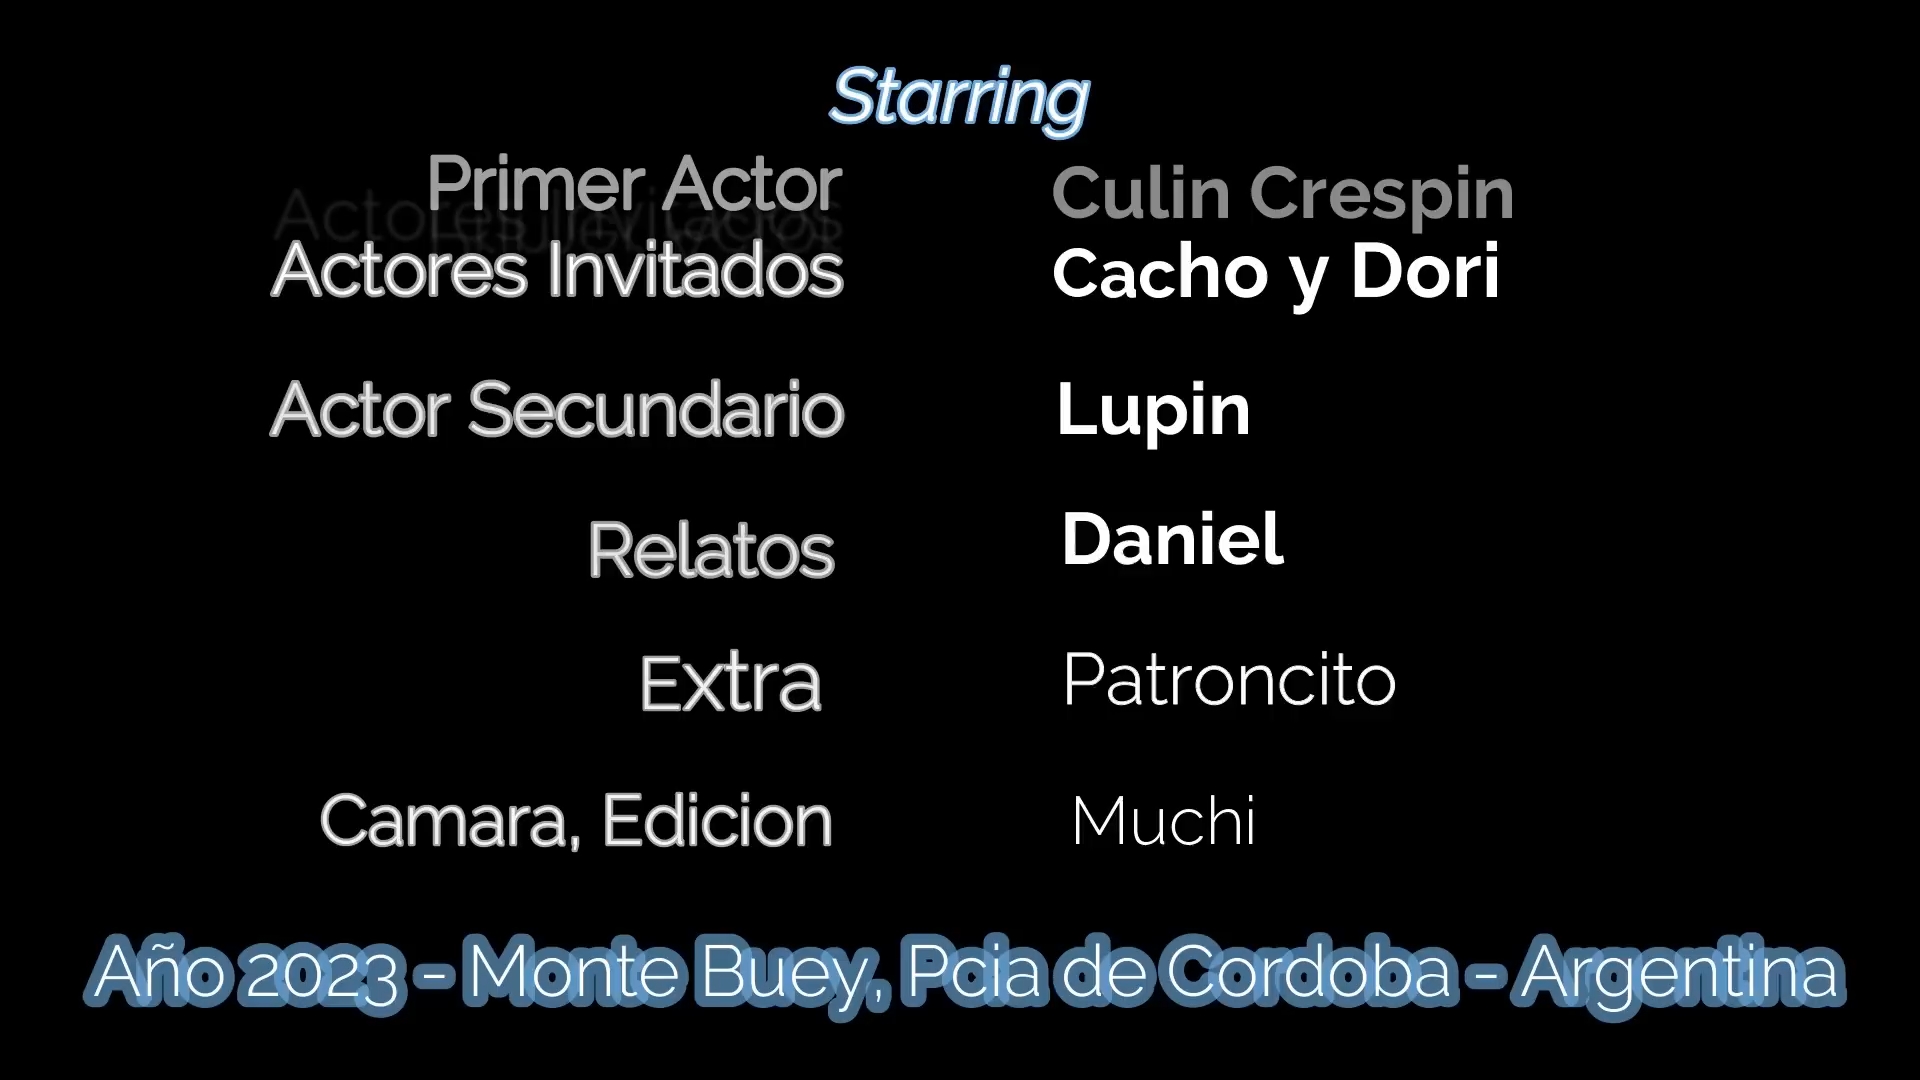 Starring
Primer Actor Culin Crespin
Actores Invitados Cacho y Dori
Actor Secundario Lupin
Relatos Daniel
Extra Patroncito
Camara, Edicion Muchi
Año 2023 - Monte Buey, Pcia de Cordoba - Argentina